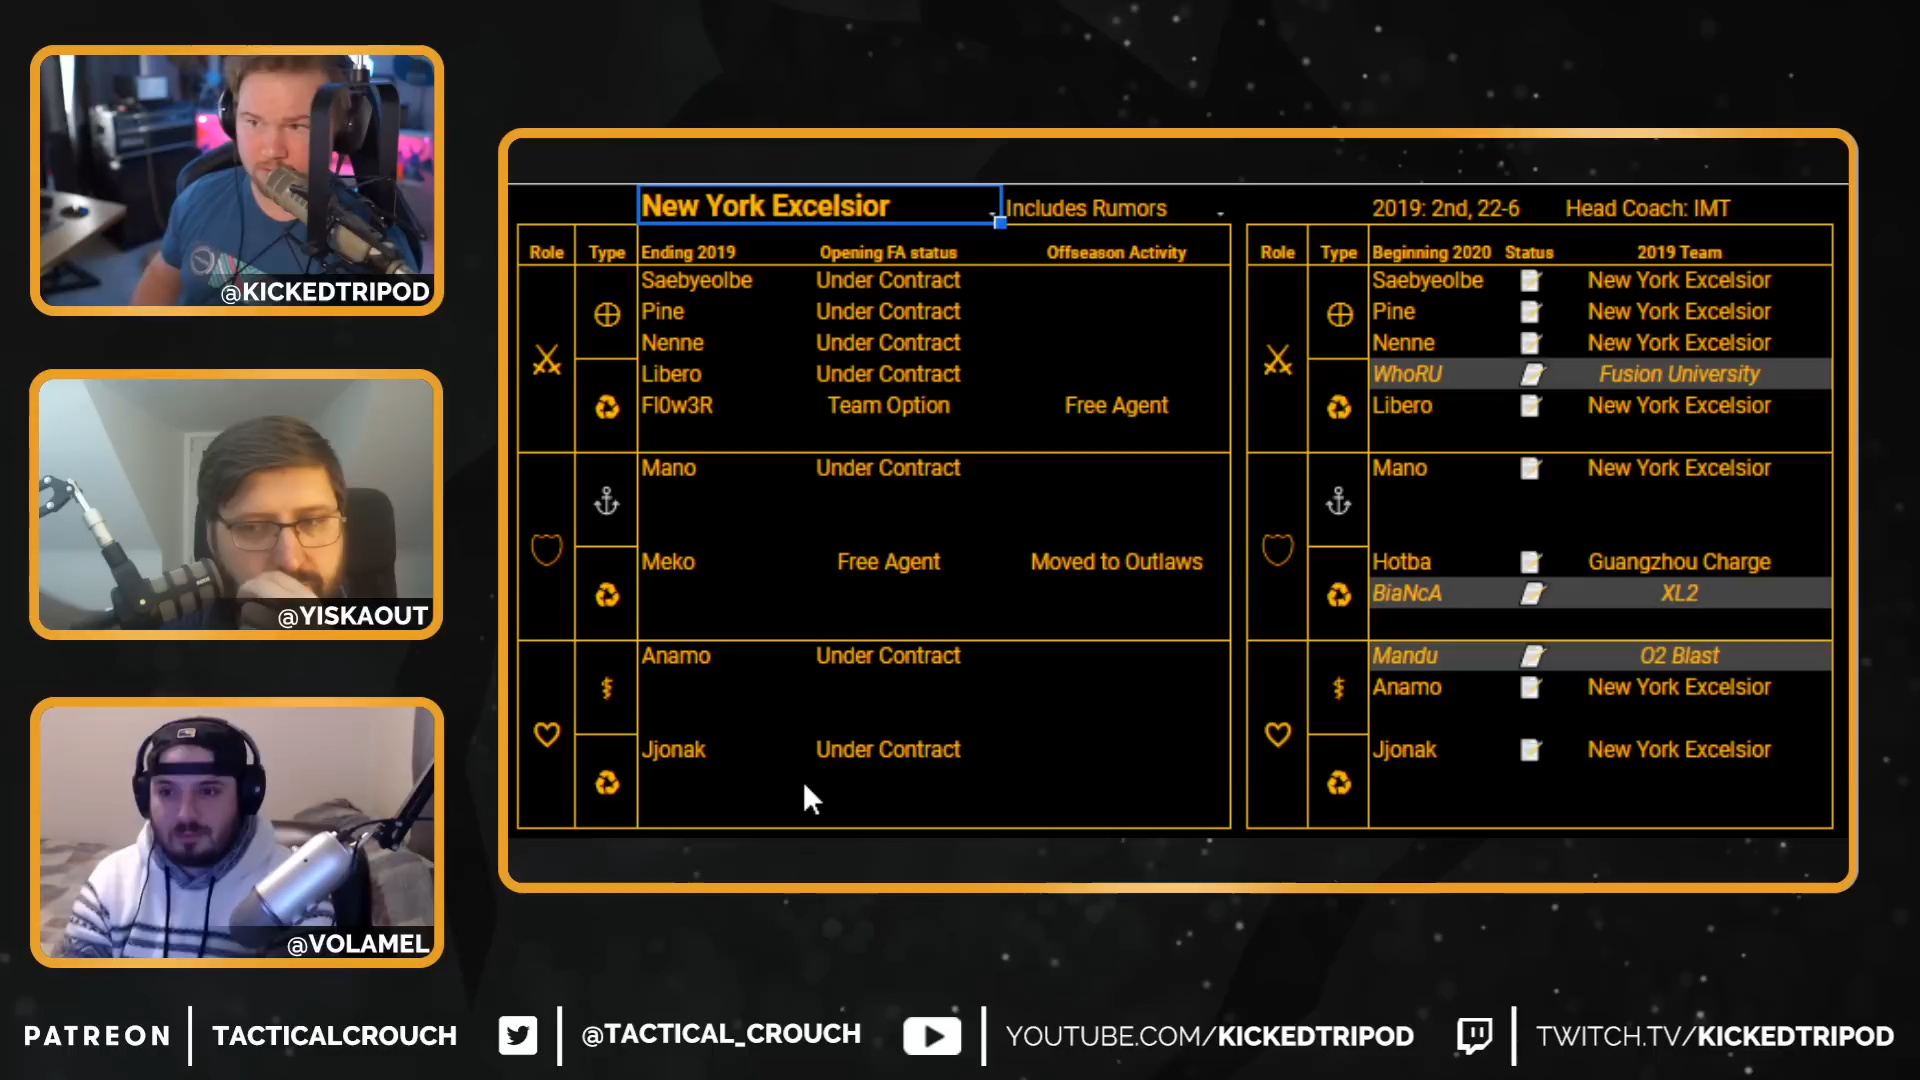 @KICKEDTRIPOD
@YISKAOUT
@VOLAMEL
New York Excelsior Includes Rumors 2019: 2nd, 22-6 Head Coach: IMT
Role Type Ending 2019 Opening FA status Offseason Activity
Saebyeolbe Under Contract
Pine Under Contract
Nenne Under Contract
Libero Under Contract
Fl0w3R Team Option Free Agent
Mano Under Contract
Meko Free Agent Moved to Outlaws
Anamo Under Contract
Jjonak Under Contract
Role Type Beginning 2020 Status 2019 Team
Saebyeolbe New York Excelsior
Pine New York Excelsior
Nenne New York Excelsior
WhoRU Fusion University
Libero New York Excelsior
Mano New York Excelsior
Hotba Guangzhou Charge
BiaNcA XL2
Mandu O2 Blast
Anamo New York Excelsior
Jjonak New York Excelsior
PATREON TACTICALCROUCH @TACTICAL_CROUCH YOUTUBE.COM/KICKEDTRIPOD TWITCH.TV/KICKEDTRIPOD